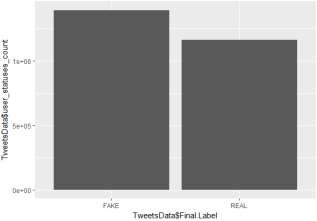 TweetsData$user_statuses_count
1e+06
5e+05
0e+00
FAKE REAL
TweetsData$Final.Label